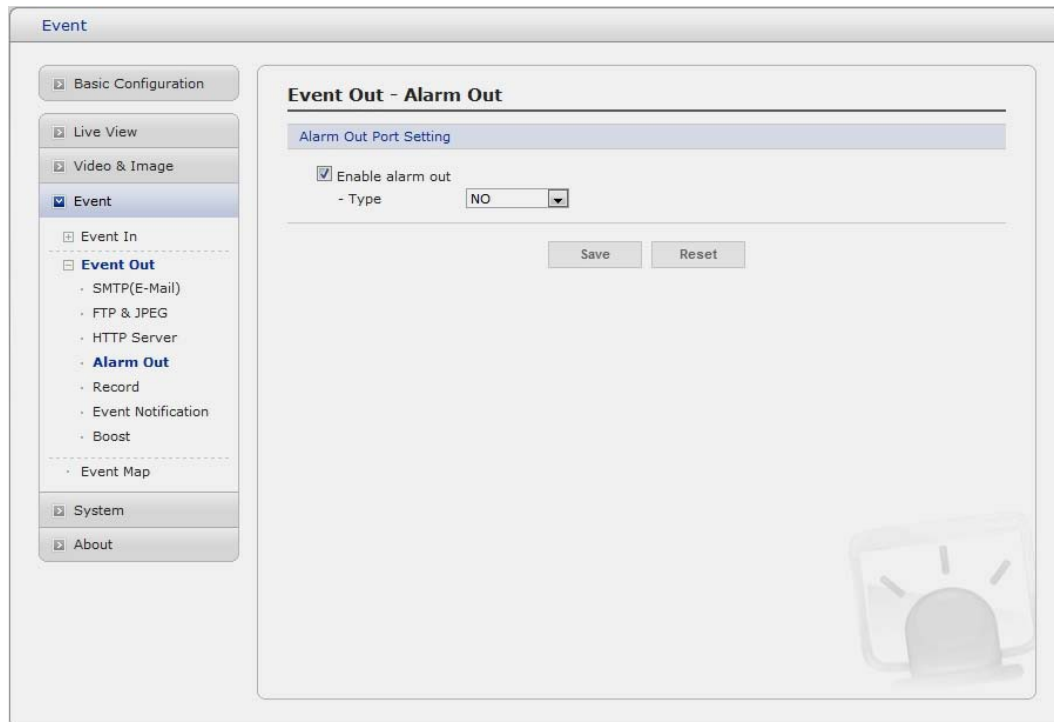 Event
Basic Configuration
Live View
Video & Image
Event
Event In
Event Out
SMTP(E-Mail)
FTP & JPEG
HTTP Server
Alarm Out
Record
Event Notification
Boost
Event Map
System
About
Event Out - Alarm Out
Alarm Out Port Setting
Enable alarm out
- Type NO
Save Reset